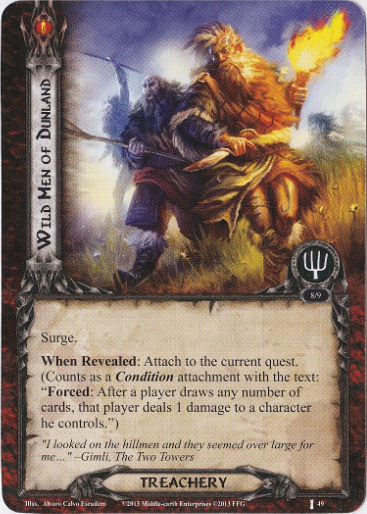 WILD MEN OF DUNLAND
8/9
Surge.
When Revealed: Attach to the current quest.
(Counts as a Condition attachment with the text:
“Forced: After a player draws any number of
cards, that player deals 1 damage to a character
he controls.”)
"I looked on the hillmen and they seemed over large for
me…" –Gimli, The Two Towers
TREACHERY
Illus. Alvaro Calvo Escudero ©2013 Middle-earth Enterprises ©2013 FFG 49